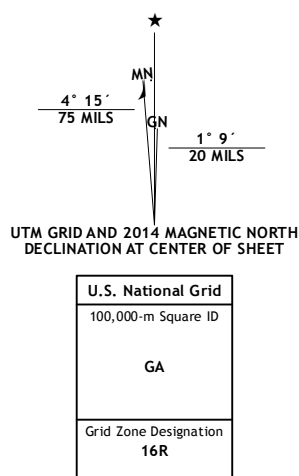 MN
4° 15´
75 MILS
GN
1° 9´
20 MILS
UTM GRID AND 2014 MAGNETIC NORTH
DECLINATION AT CENTER OF SHEET
U.S. National Grid
100,000-m Square ID
GA
Grid Zone Designation
16R